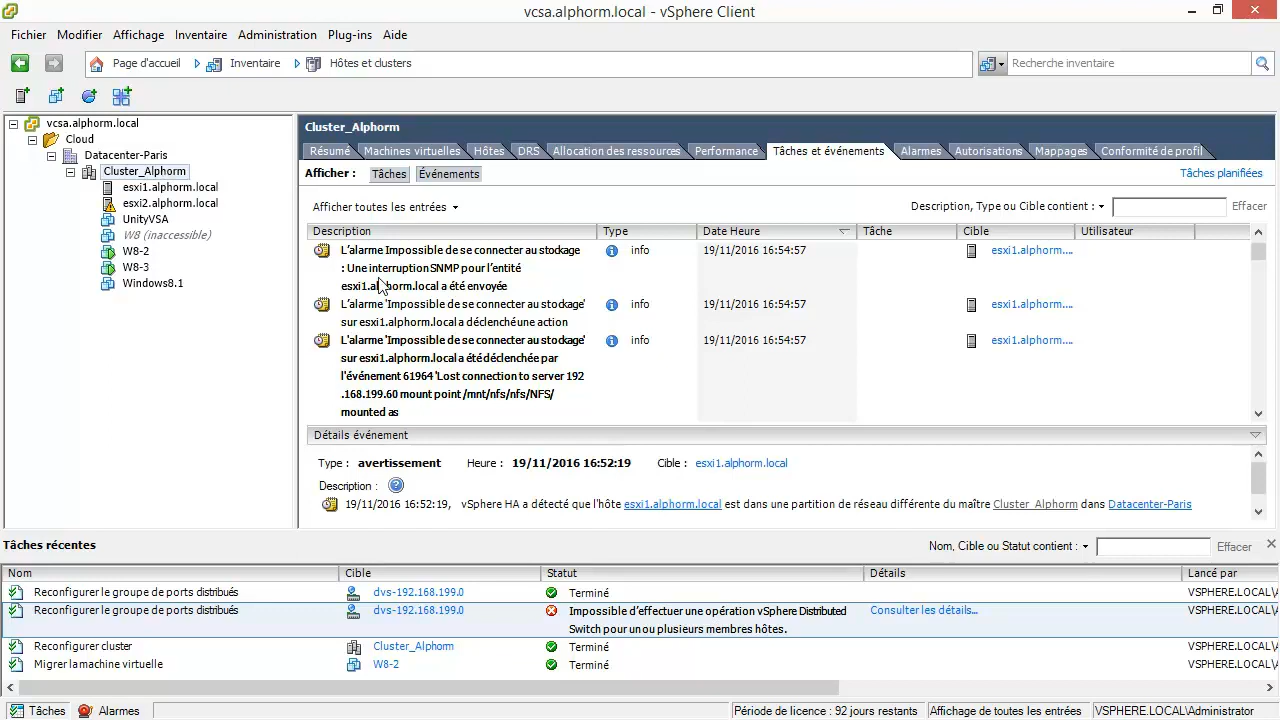 vcsa.alphorm.local - vSphere Client
Fichier Modifier Affichage Inventaire Administration Plug-ins Aide
Page d'accueil Inventaire Hôtes et clusters
Recherche inventaire
vcsa.alphorm.local
Cloud
Datacenter-Paris
Cluster_Alphorm
esxi1.alphorm.local
esxi2.alphorm.local
UnityVSA
W8 (inaccessible)
W8-2
W8-3
Windows8.1
Cluster_Alphorm
Résumé Machines virtuelles Hôtes DRS Allocation des ressources Performance Tâches et événements Alarmes Autorisations Mappages Conformité de profil
Afficher : Tâches Événements
Tâches planifiées
Afficher toutes les entrées
Description, Type ou Cible contient :
Effacer
Description Type Date Heure Tâche Cible Utilisateur
L'alarme Impossible de se connecter au stockage info 19/11/2016 16:54:57 esxi1.alphorm....
: Une interruption SNMP pour l'entité
esxi1.alphorm.local a été envoyée
L'alarme 'Impossible de se connecter au stockage' info 19/11/2016 16:54:57 esxi1.alphorm....
sur esxi1.alphorm.local a déclenché une action
L'alarme 'Impossible de se connecter au stockage' info 19/11/2016 16:54:57 esxi1.alphorm....
sur esxi1.alphorm.local a été déclenchée par
l'événement 61964 'Lost connection to server 192
.168.199.60 mount point /mnt/nfs/nfs/NFS/
mounted as
Détails événement
Type : avertissement Heure : 19/11/2016 16:52:19 Cible : esxi1.alphorm.local
Description :
19/11/2016 16:52:19, vSphere HA a détecté que l'hôte esxi1.alphorm.local est dans une partition de réseau différente du maître Cluster_Alphorm dans Datacenter-Paris
Tâches récentes
Nom, Cible ou Statut contient :
Effacer
Nom Cible Statut Détails Lancé par
Reconfigurer le groupe de ports distribués dvs-192.168.199.0 Terminé VSPHERE.LOCAL\
Reconfigurer le groupe de ports distribués dvs-192.168.199.0 Impossible d'effectuer une opération vSphere Distributed Consulter les détails... VSPHERE.LOCAL\
Switch pour un ou plusieurs membres hôtes.
Reconfigurer cluster Cluster_Alphorm Terminé VSPHERE.LOCAL\
Migrer la machine virtuelle W8-2 Terminé VSPHERE.LOCAL\
Tâches Alarmes
Période de licence : 92 jours restants
Affichage de toutes les entrées
VSPHERE.LOCAL\Administrator